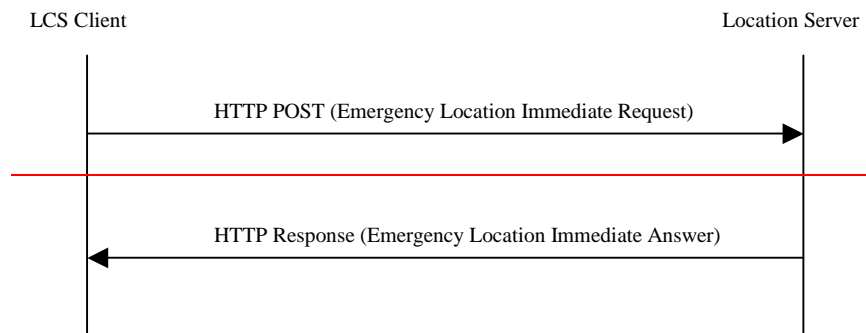 LCS Client
Location Server
HTTP POST (Emergency Location Immediate Request)
HTTP Response (Emergency Location Immediate Answer)